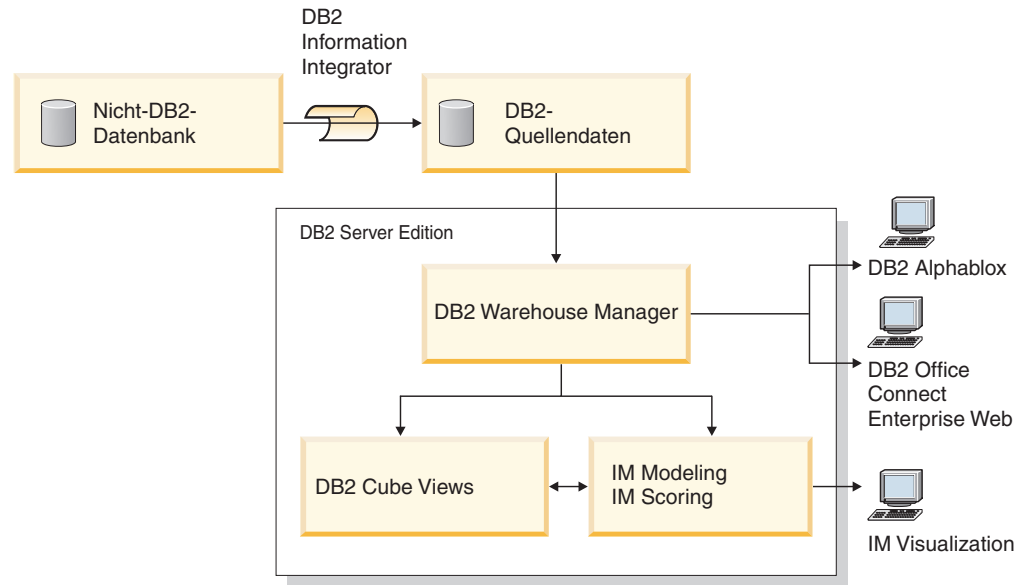 DB2
Information
Integrator
Nicht-DB2-
Datenbank
DB2-
Quellendaten
DB2 Server Edition
DB2 Warehouse Manager
DB2 Alphablox
DB2 Office
Connect
Enterprise Web
DB2 Cube Views
IM Modeling
IM Scoring
IM Visualization